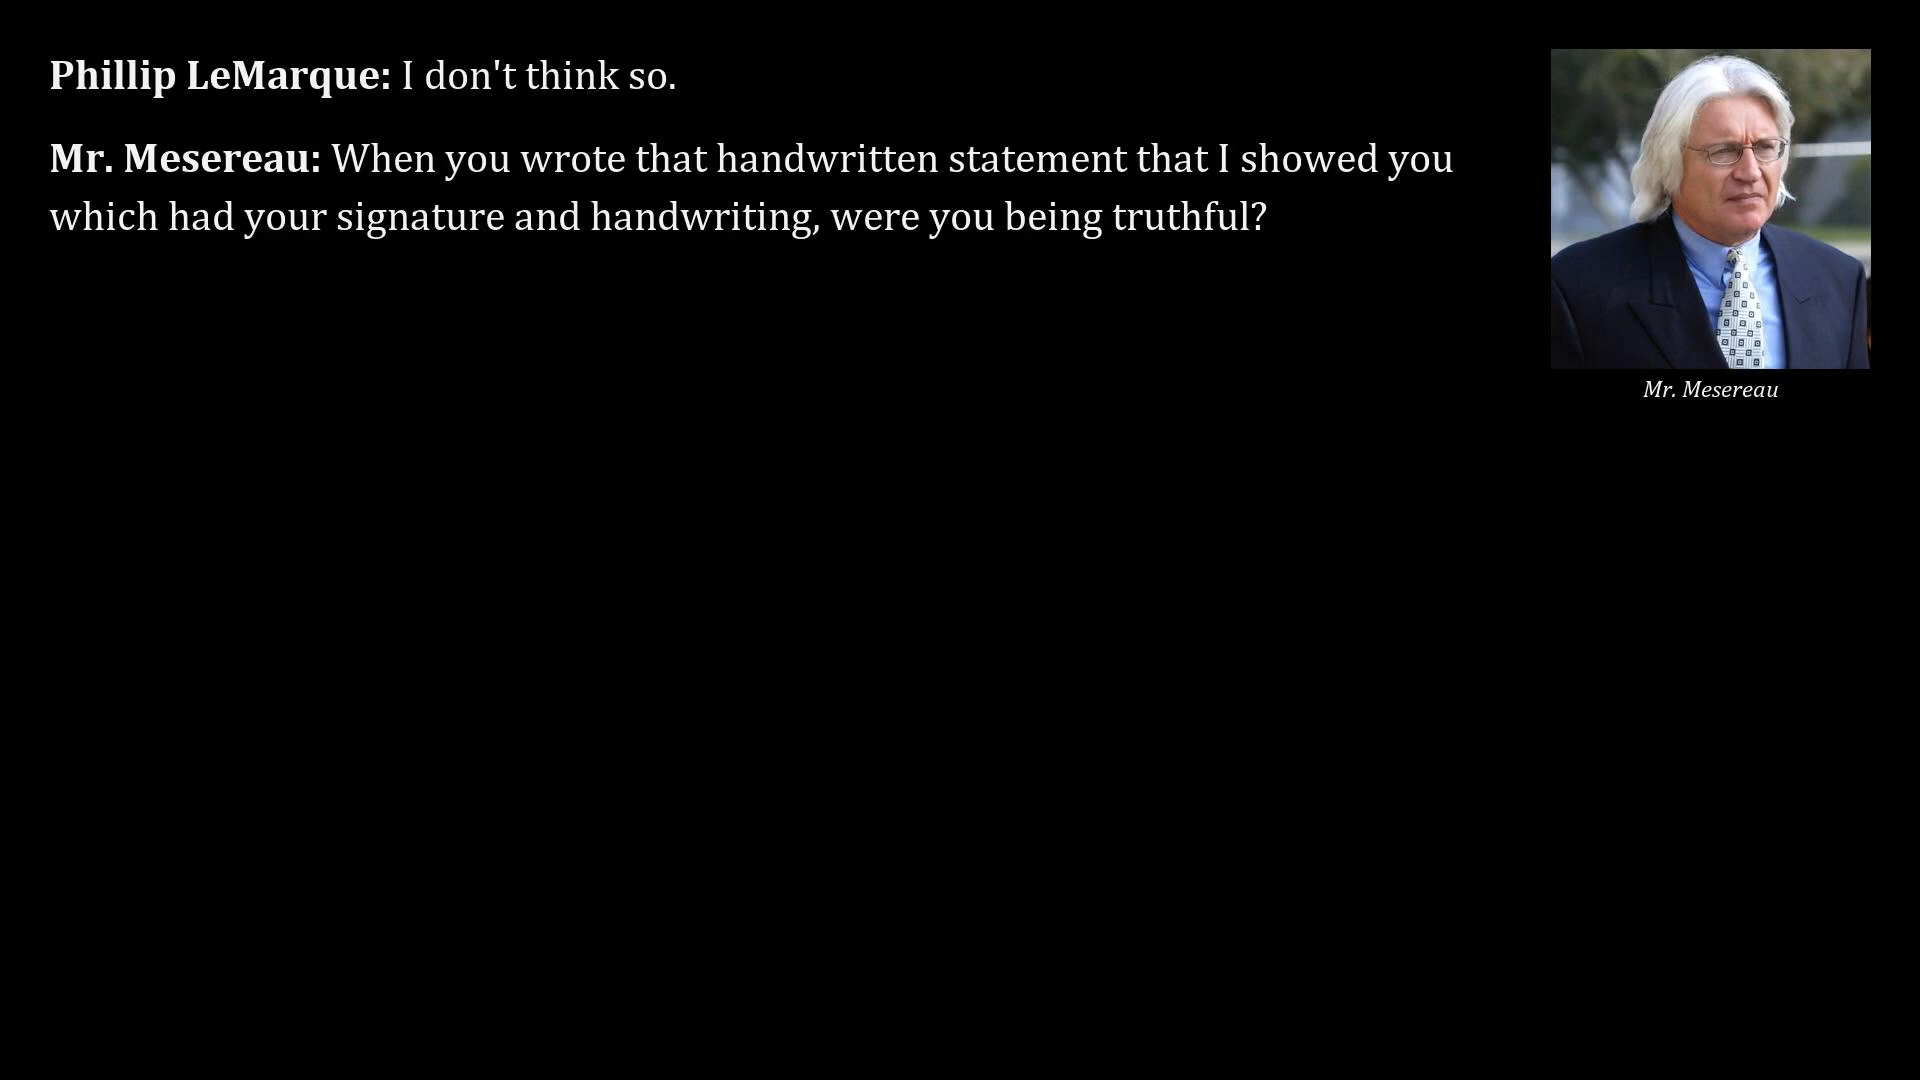 Phillip LeMarque: I don't think so.
Mr. Mesereau: When you wrote that handwritten statement that I showed you
which had your signature and handwriting, were you being truthful?
Mr. Mesereau